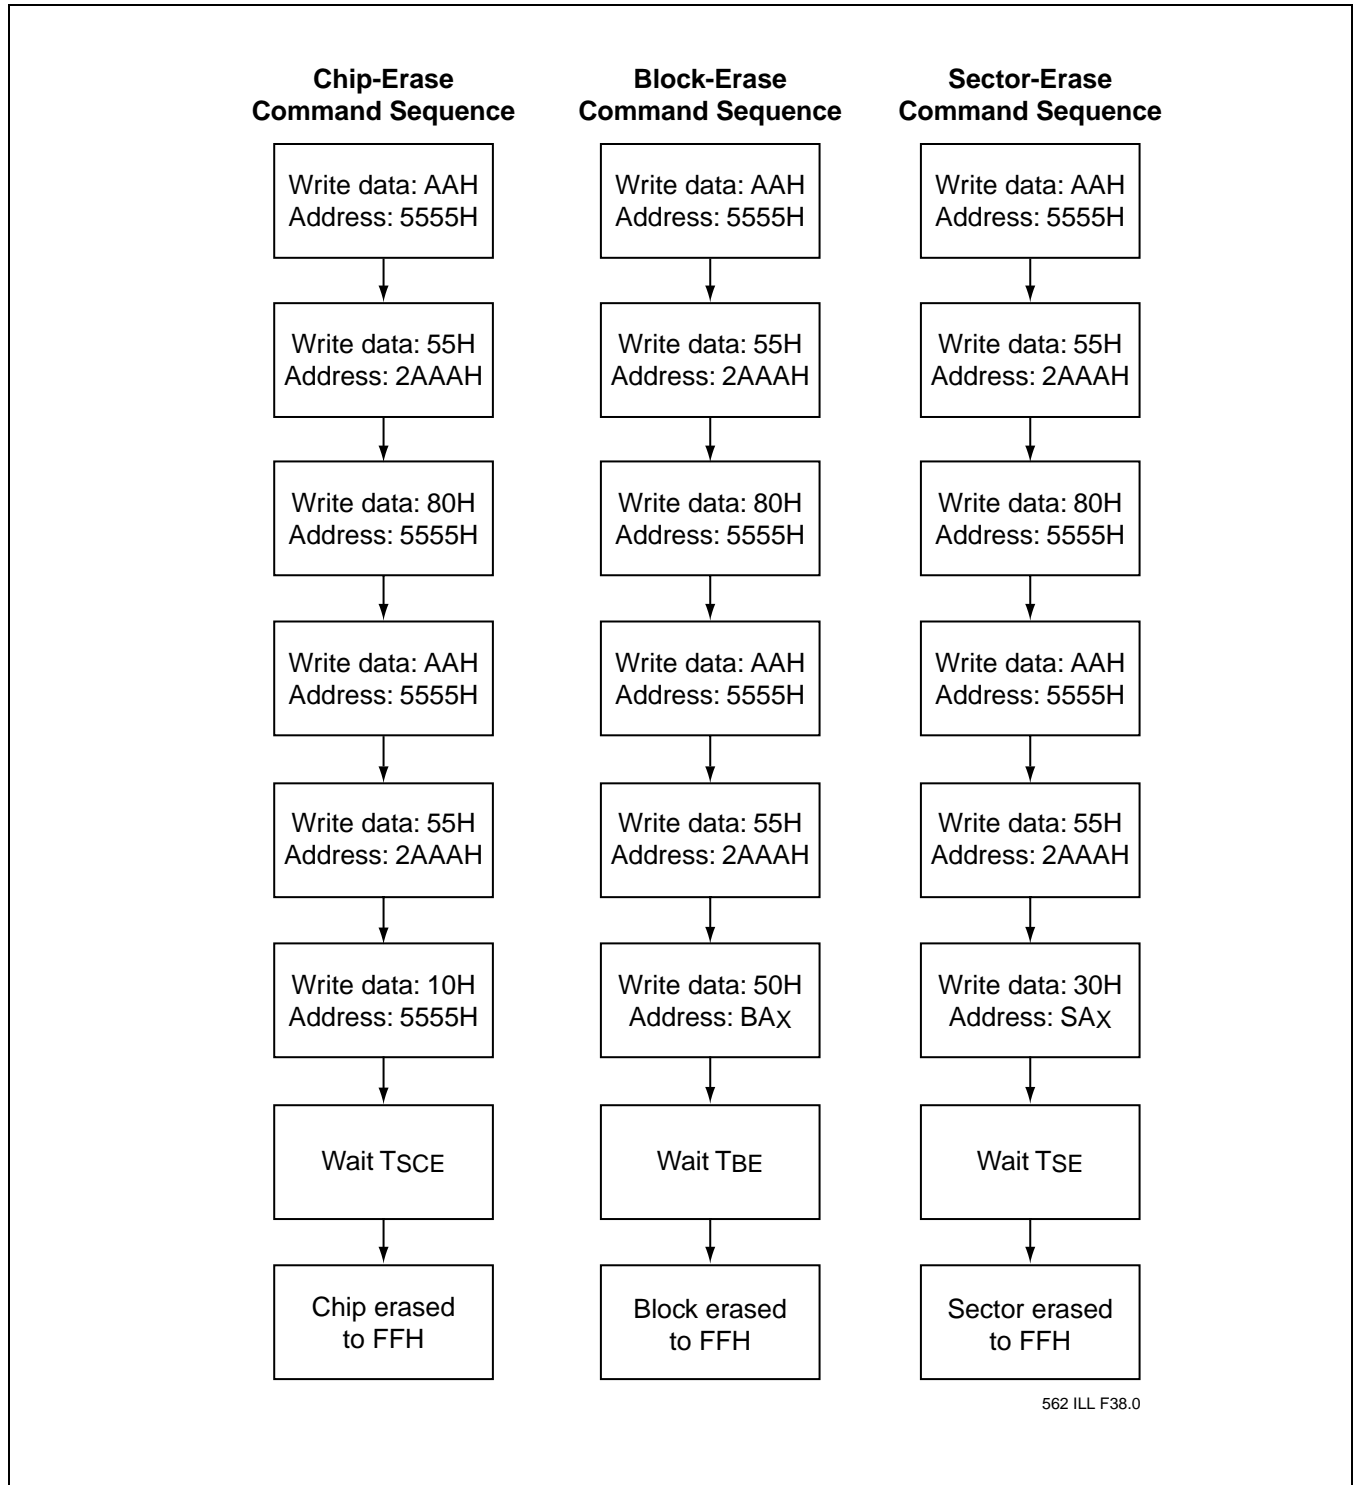 Chip-Erase
Command Sequence
Write data: AAH
Address: 5555H
Write data: 55H
Address: 2AAAH
Write data: 80H
Address: 5555H
Write data: AAH
Address: 5555H
Write data: 55H
Address: 2AAAH
Write data: 10H
Address: 5555H
Wait TSCE
Chip erased
to FFH
Block-Erase
Command Sequence
Write data: AAH
Address: 5555H
Write data: 55H
Address: 2AAAH
Write data: 80H
Address: 5555H
Write data: AAH
Address: 5555H
Write data: 55H
Address: 2AAAH
Write data: 50H
Address: BAX
Wait TBE
Block erased
to FFH
Sector-Erase
Command Sequence
Write data: AAH
Address: 5555H
Write data: 55H
Address: 2AAAH
Write data: 80H
Address: 5555H
Write data: AAH
Address: 5555H
Write data: 55H
Address: 2AAAH
Write data: 30H
Address: SAX
Wait TSE
Sector erased
to FFH
562 ILL F38.0